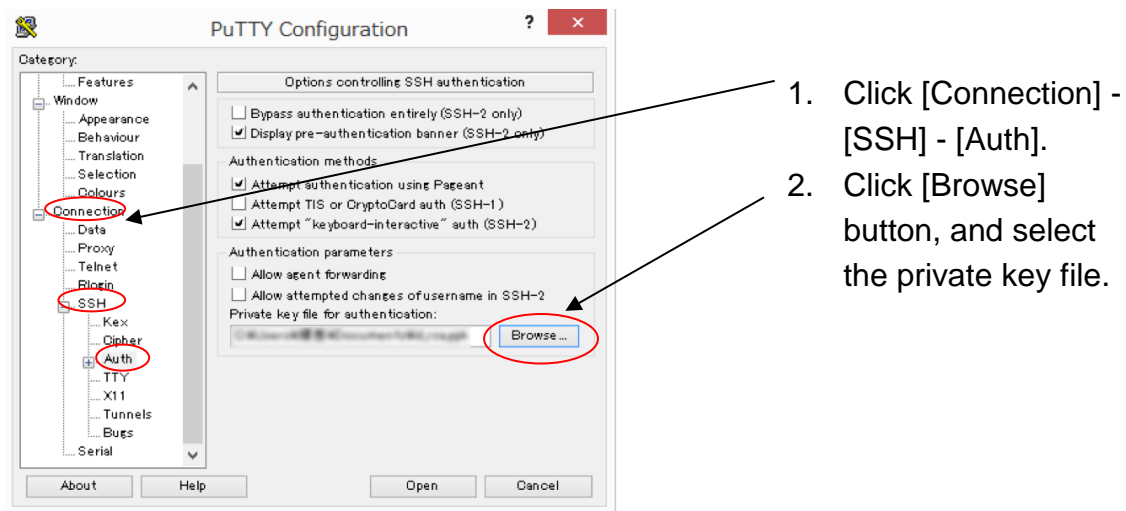 PuTTY Configuration
?
Category:
Features
Window
Appearance
Behaviour
Translation
Selection
Colours
Connection
Data
Proxy
Telnet
Rlogin
SSH
Kex
Cipher
Auth
TTY
X11
Tunnels
Bugs
Serial
Options controlling SSH authentication
Bypass authentication entirely (SSH-2 only)
Display pre-authentication banner (SSH-2 only)
Authentication methods
Attempt authentication using Pageant
Attempt TIS or CryptoCard auth (SSH-1)
Attempt "keyboard-interactive" auth (SSH-2)
Authentication parameters
Allow agent forwarding
Allow attempted changes of username in SSH-2
Private key file for authentication:
Browse...
About
Help
Open
Cancel
1. Click [Connection] -
[SSH] - [Auth].
2. Click [Browse]
button, and select
the private key file.